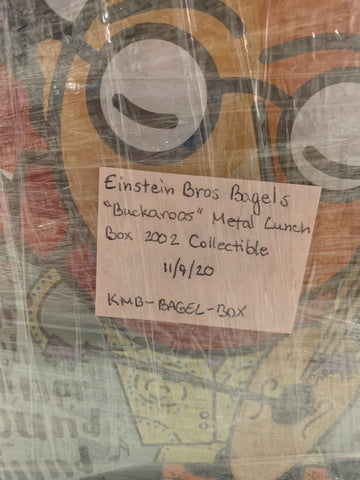 Einstein Bros Bagels
"Buckaroos" Metal Lunch
Box 2002 Collectible
11/9/20
KMB-BAGEL-BOX